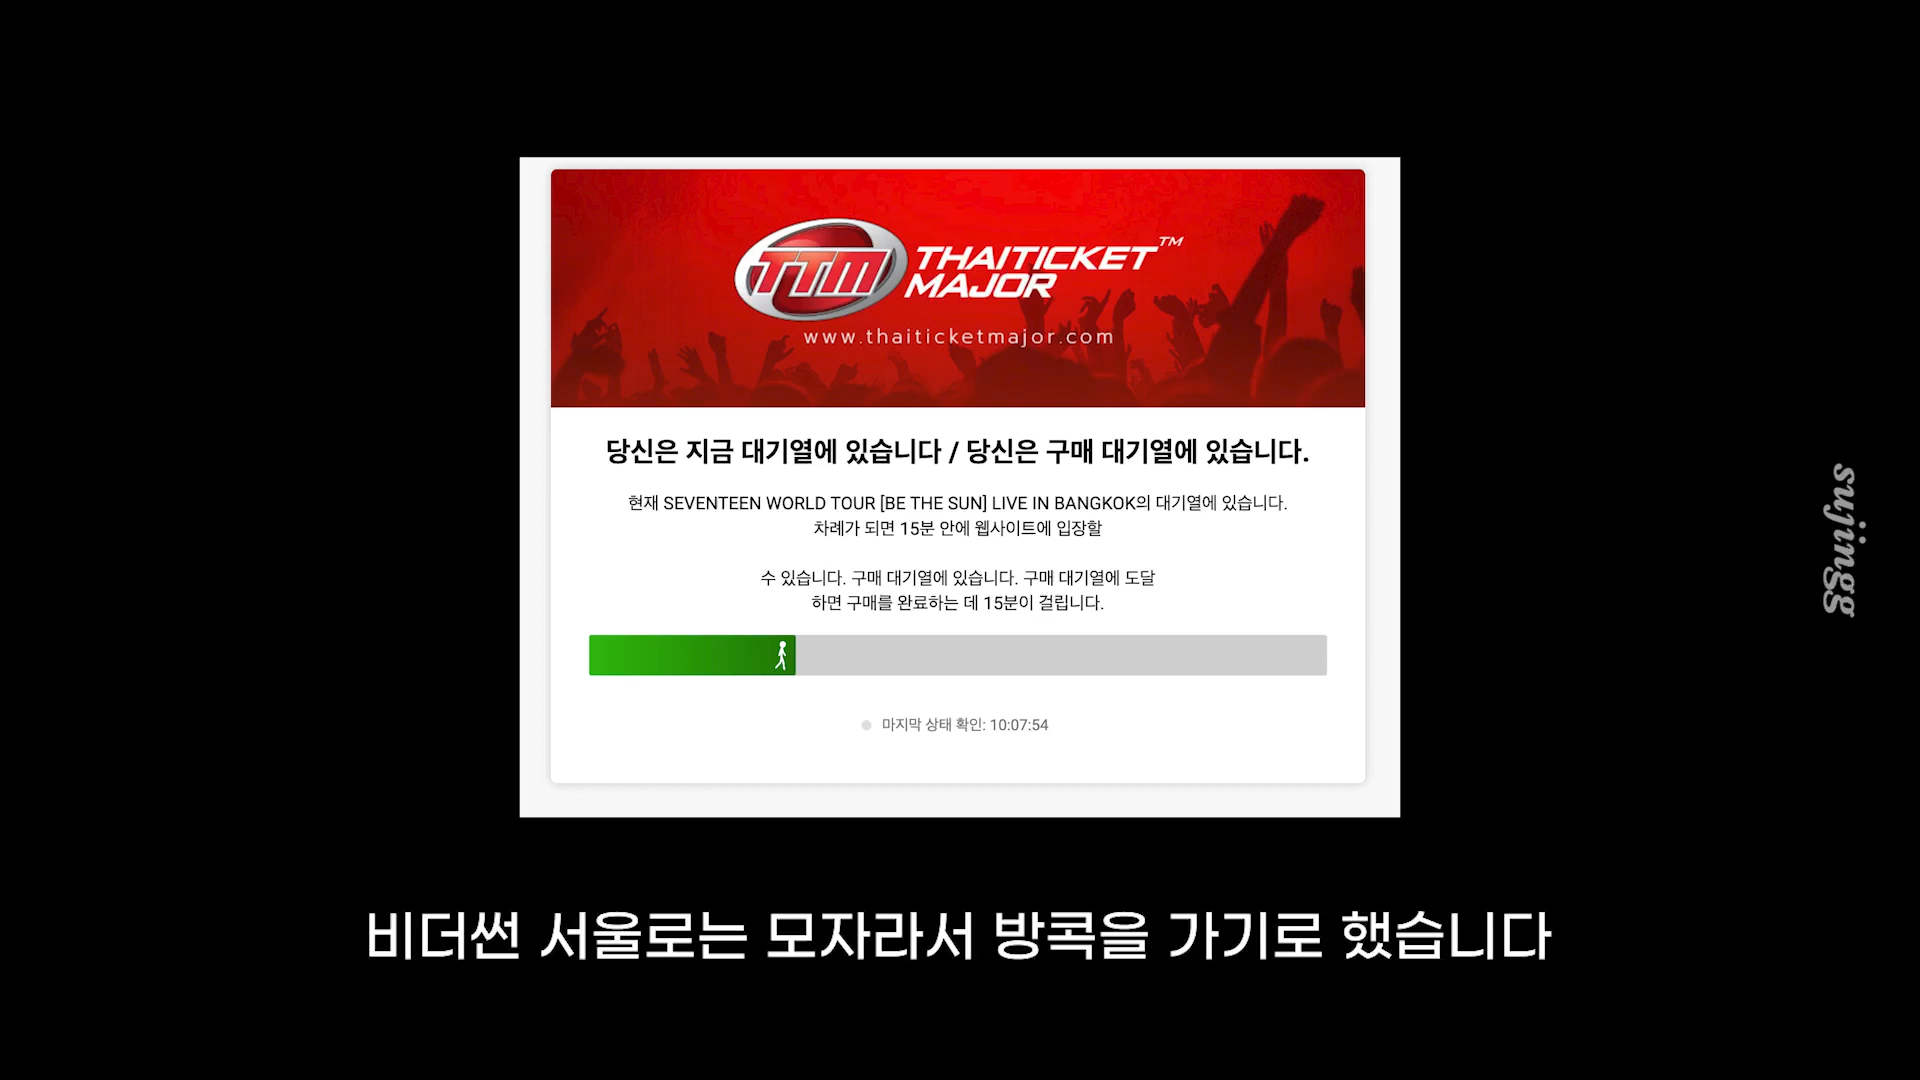 TTM THAITICKET™
MAJOR
www.thaiticketmajor.com
당신은 지금 대기열에 있습니다 / 당신은 구매 대기열에 있습니다.
현재 SEVENTEEN WORLD TOUR [BE THE SUN] LIVE IN BANGKOK의 대기열에 있습니다.
차례가 되면 15분 안에 웹사이트에 입장할
수 있습니다. 구매 대기열에 있습니다. 구매 대기열에 도달
하면 구매를 완료하는 데 15분이 걸립니다.
마지막 상태 확인: 10:07:54
sujingg
비더썬 서울로는 모자라서 방콕을 가기로 했습니다